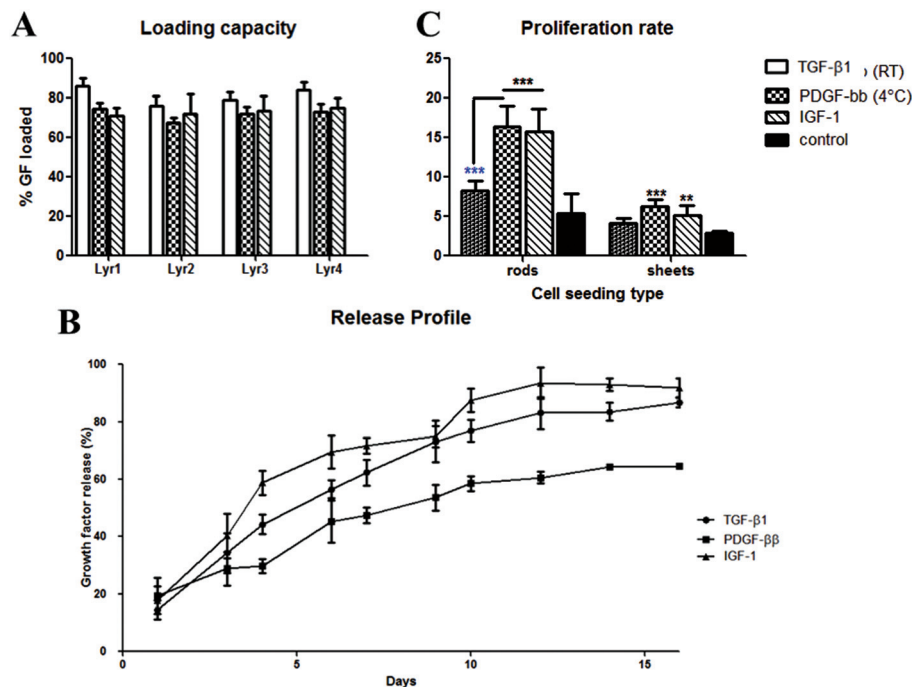 A
Loading capacity
% GF loaded
100
80
60
40
20
0
Lyr1 Lyr2 Lyr3 Lyr4
C
Proliferation rate
25
20
15
10
5
0
***
***
***
**
rods sheets
Cell seeding type
TGF-β1 (RT)
PDGF-bb (4°C)
IGF-1
control
B
Release Profile
Growth factor release (%)
100
80
60
40
20
0
0 5 10 15
Days
TGF-β1
PDGF-ββ
IGF-1